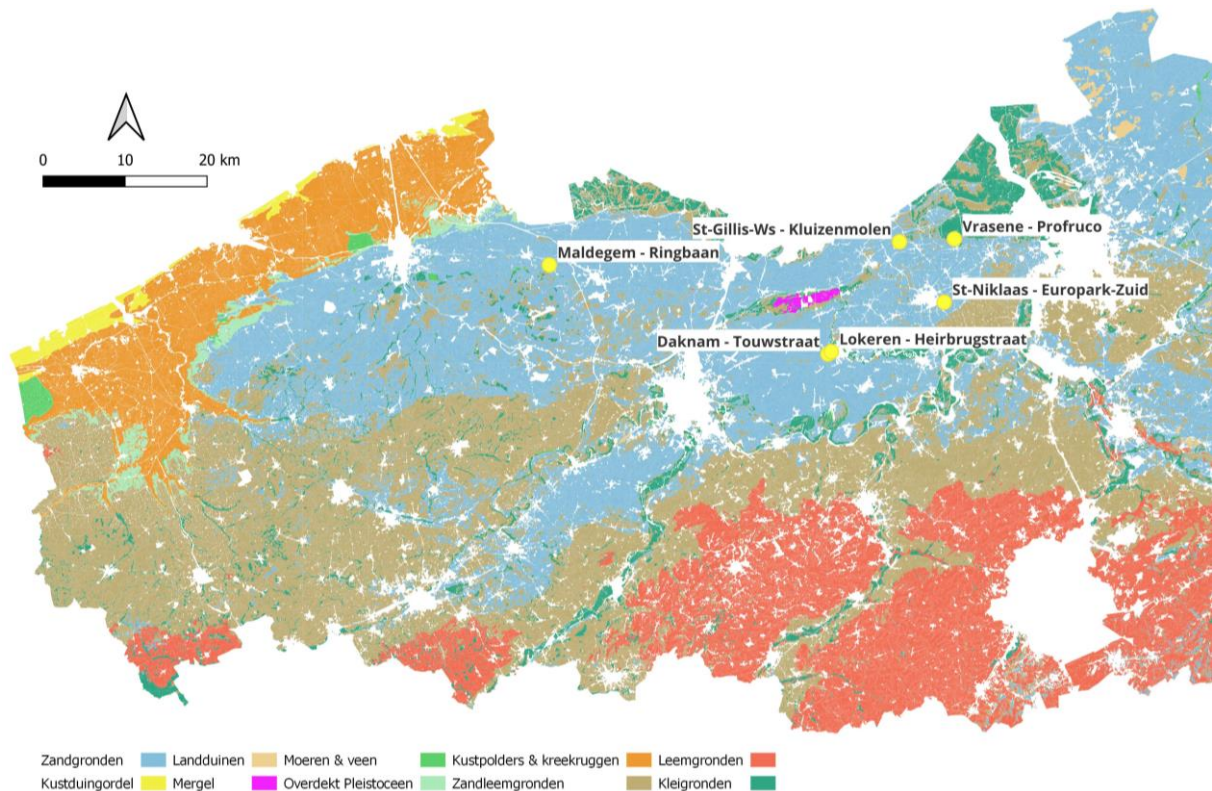 0 10 20 km
St-Gillis-Ws - Kluizenmolen
Vrasene - Profruco
Maldegem - Ringbaan
St-Niklaas - Europark-Zuid
Daknam - Touwstraat
Lokeren - Heirbrugstraat
Zandgronden Landduinen Moeren & veen Kustpolders & kreekruggen Leemgronden
Kustduingordel Mergel Overdekt Pleistoceen Zandleemgronden Kleigronden